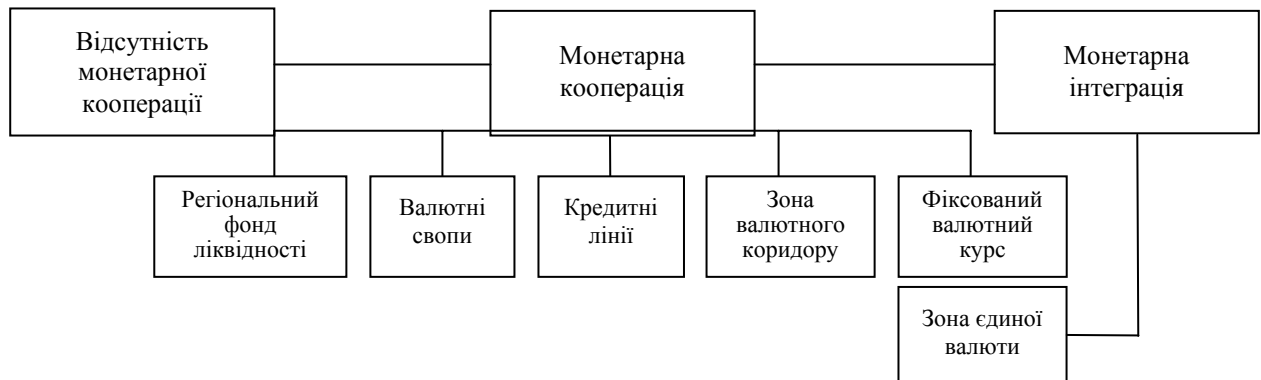 Відсутність
монетарної
кооперації
Монетарна
кооперація
Монетарна
інтеграція
Регіональний
фонд
ліквідності
Валютні
свопи
Кредитні
лінії
Зона
валютного
коридору
Фіксований
валютний
курс
Зона єдиної
валюти